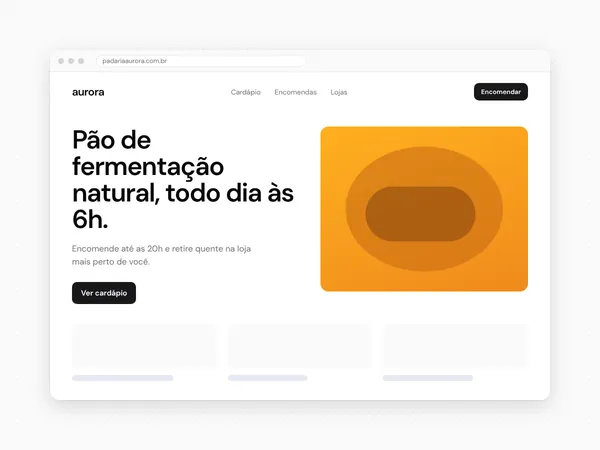 padariaaurora.com.br
aurora
Cardápio
Encomendas
Lojas
Encomendar
Pão de
fermentação
natural, todo dia às
6h.
Encomende até as 20h e retire quente na loja
mais perto de você.
Ver cardápio